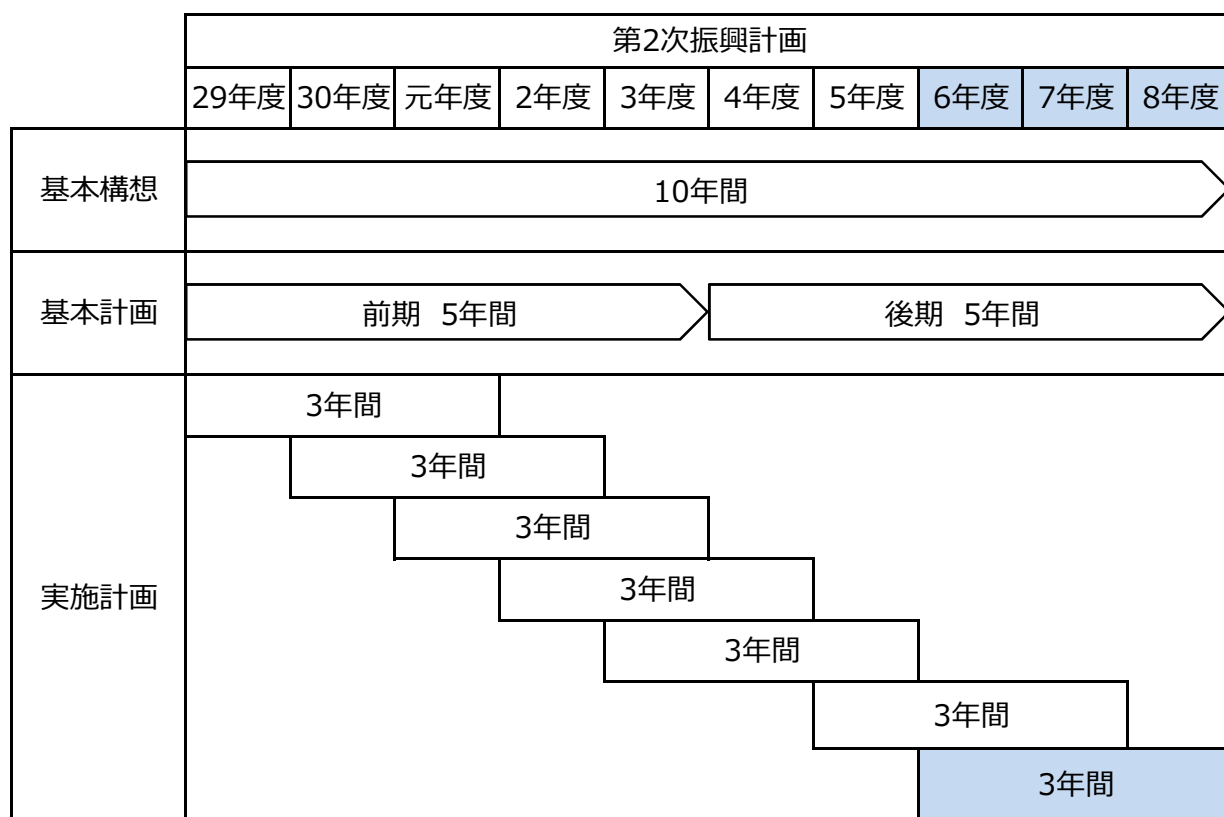 第2次振興計画
29年度 30年度 元年度 2年度 3年度 4年度 5年度 6年度 7年度 8年度
基本構想 10年間
基本計画 前期 5年間 後期 5年間
3年間
3年間
3年間
実施計画 3年間
3年間
3年間
3年間